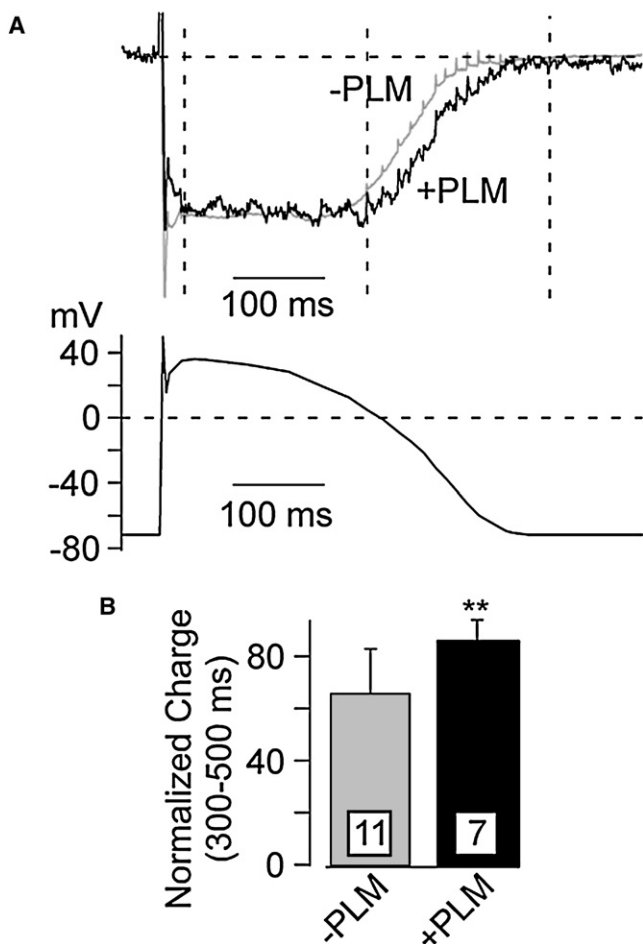 A
-PLM
+PLM
100 ms
mV
40
0
-40
-80
100 ms
B
Normalized Charge
(300-500 ms)
80
40
0
**
11
7
-PLM
+PLM